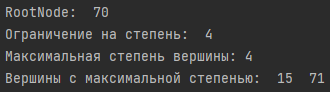 RootNode:  70
Ограничение на степень:  4
Максимальная степень вершины: 4
Вершины с максимальной степенью:  15  71